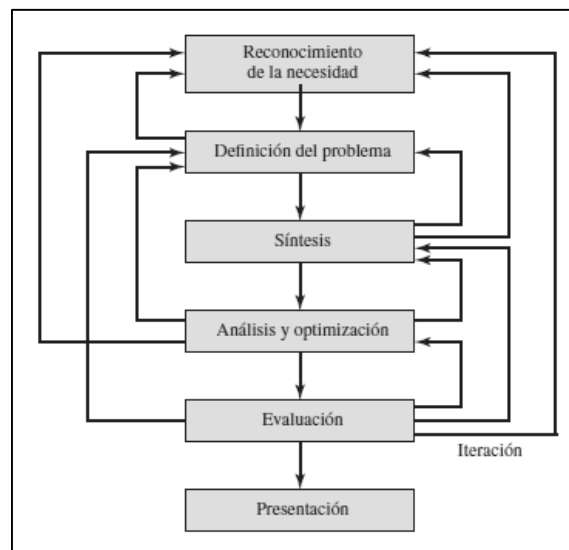 Reconocimiento
de la necesidad
Definición del problema
Síntesis
Análisis y optimización
Evaluación
Iteración
Presentación